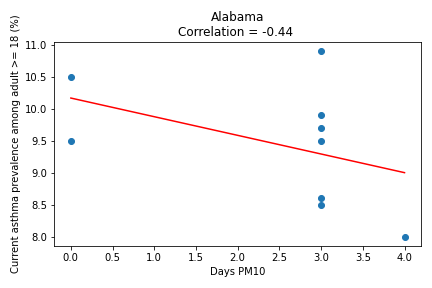 Alabama
Correlation = -0.44
Current asthma prevalence among adult >= 18 (%)
11.0
10.5
10.0
9.5
9.0
8.5
8.0
0.0 0.5 1.0 1.5 2.0 2.5 3.0 3.5 4.0
Days PM10